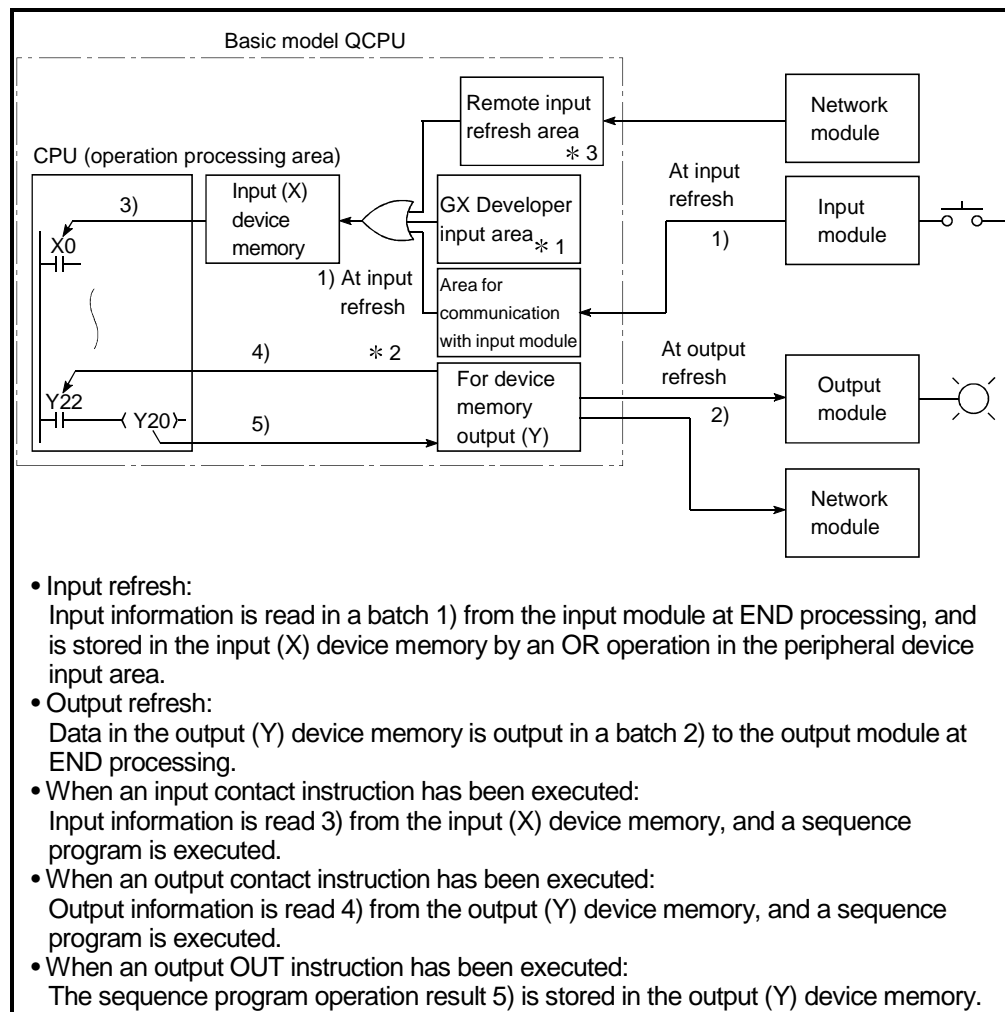 Basic model QCPU
Remote input
refresh area
＊3
Network
module
CPU (operation processing area)
3)
Input (X)
device
memory
GX Developer
input area
＊1
At input
refresh
1)
Input
module
X0
1) At input
refresh
Area for
communication
with input module
4)
＊2
At output
refresh
2)
For device
memory
output (Y)
Output
module
Y22
Y20
5)
Network
module
• Input refresh:
Input information is read in a batch 1) from the input module at END processing, and
is stored in the input (X) device memory by an OR operation in the peripheral device
input area.
• Output refresh:
Data in the output (Y) device memory is output in a batch 2) to the output module at
END processing.
• When an input contact instruction has been executed:
Input information is read 3) from the input (X) device memory, and a sequence
program is executed.
• When an output contact instruction has been executed:
Output information is read 4) from the output (Y) device memory, and a sequence
program is executed.
• When an output OUT instruction has been executed:
The sequence program operation result 5) is stored in the output (Y) device memory.